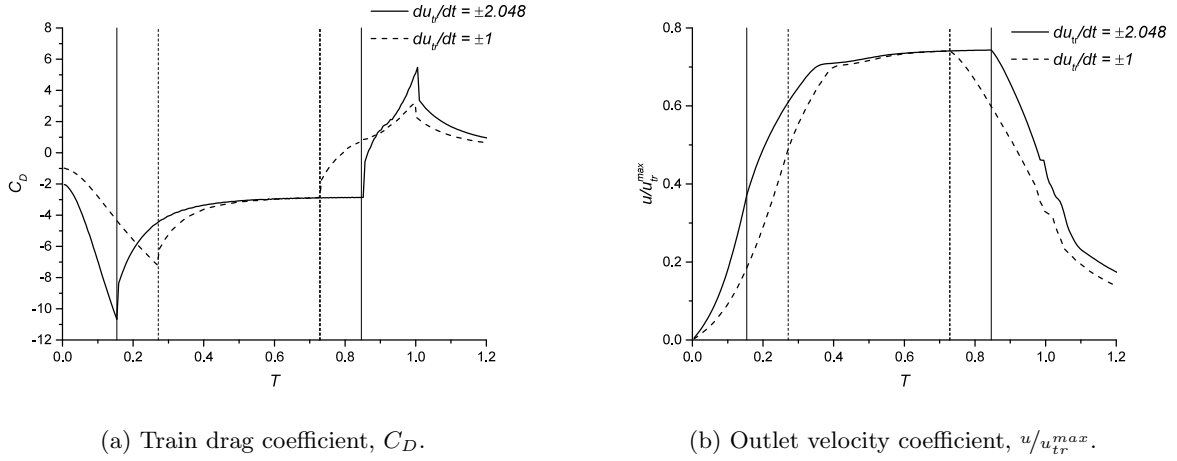 du_tr/dt = ±2.048
du_tr/dt = ±1
8
6
4
2
0
-2
-4
-6
-8
-10
-12
C_D
0.0 0.2 0.4 0.6 0.8 1.0 1.2
T
(a) Train drag coefficient, C_D.
du_tr/dt = ±2.048
du_tr/dt = ±1
0.8
0.6
0.4
0.2
0.0
u/u_tr^max
0.0 0.2 0.4 0.6 0.8 1.0 1.2
T
(b) Outlet velocity coefficient, u/u_tr^max.